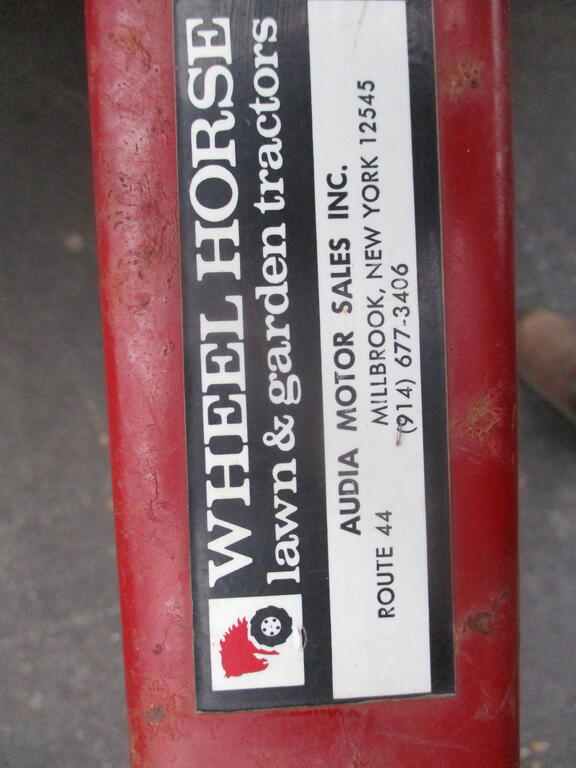 WHEEL HORSE
lawn & garden tractors
AUDIA MOTOR SALES INC.
ROUTE 44 MILLBROOK, NEW YORK 12545
(914) 677-3406